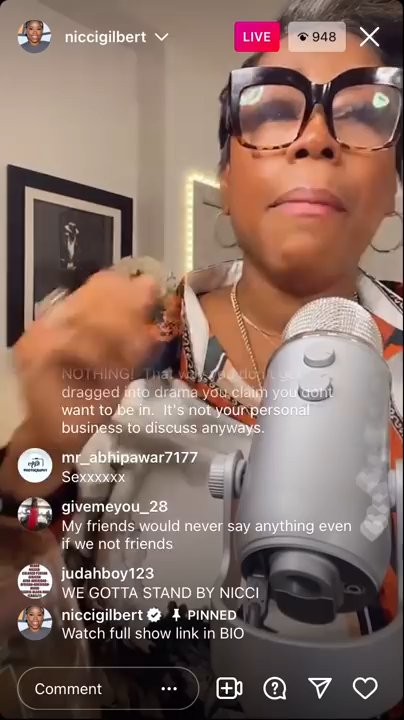 niccigilbert
LIVE
948
NOTHING! That
dragged into drama you claim you dont
want to be in. It's not your personal
business to discuss anyways.
mr_abhipawar7177
Sexxxxxx
givemeyou_28
My friends would never say anything even
if we not friends
judahboy123
WE GOTTA STAND BY NICCI
niccigilbert PINNED
Watch full show link in BIO
Comment